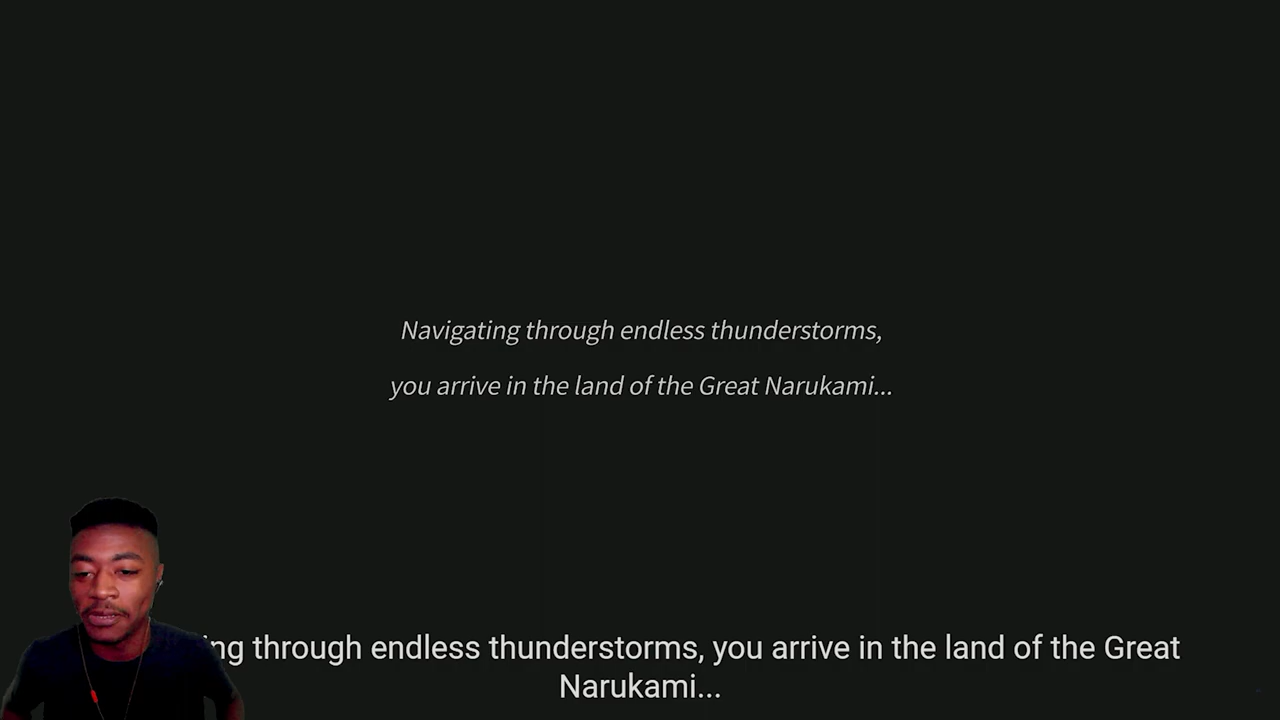 Navigating through endless thunderstorms,
you arrive in the land of the Great Narukami...
through endless thunderstorms, you arrive in the land of the Great
Narukami...